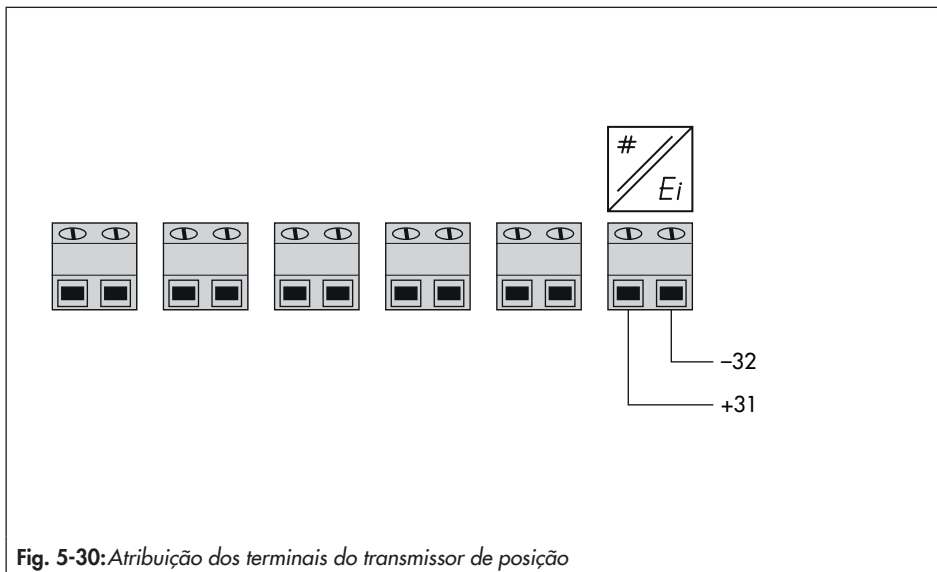 #
Ei
–32
+31
Fig. 5-30: Atribuição dos terminais do transmissor de posição